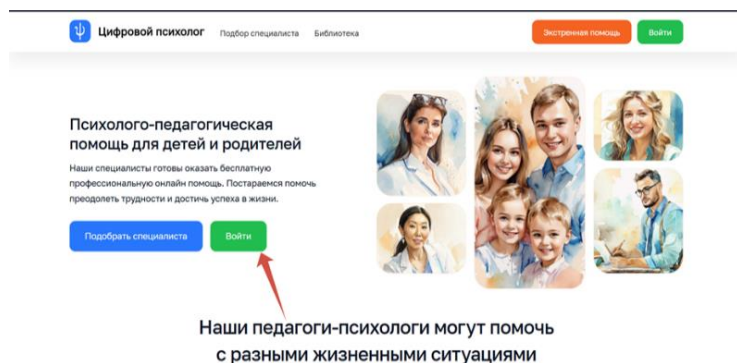 Цифровой психолог Подбор специалиста Библиотека Экстренная помощь Войти
Психолого-педагогическая
помощь для детей и родителей
Наши специалисты готовы оказать бесплатную
профессиональную онлайн помощь. Постараемся помочь
преодолеть трудности и достичь успеха в жизни.
Подобрать специалиста Войти
Наши педагоги-психологи могут помочь
с разными жизненными ситуациями